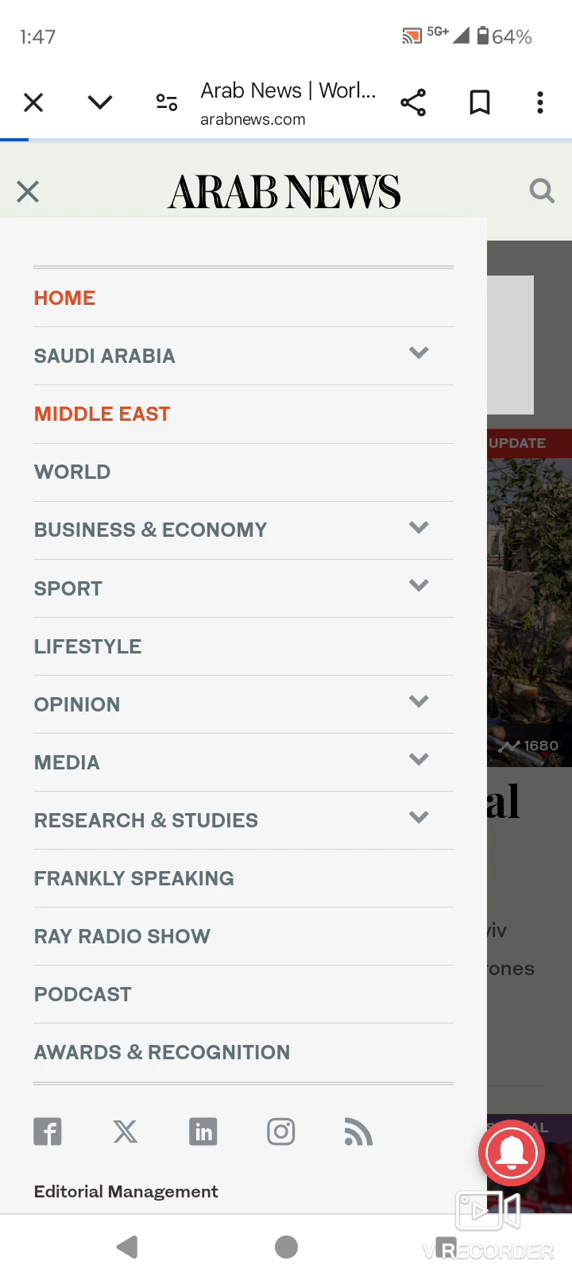 1:47
5G+
64%
Arab News | Worl...
arabnews.com
ARAB NEWS
HOME
SAUDI ARABIA
MIDDLE EAST
UPDATE
WORLD
BUSINESS & ECONOMY
SPORT
LIFESTYLE
OPINION
1680
MEDIA
al
RESEARCH & STUDIES
FRANKLY SPEAKING
RAY RADIO SHOW
PODCAST
AWARDS & RECOGNITION
Editorial Management
VRECORDER